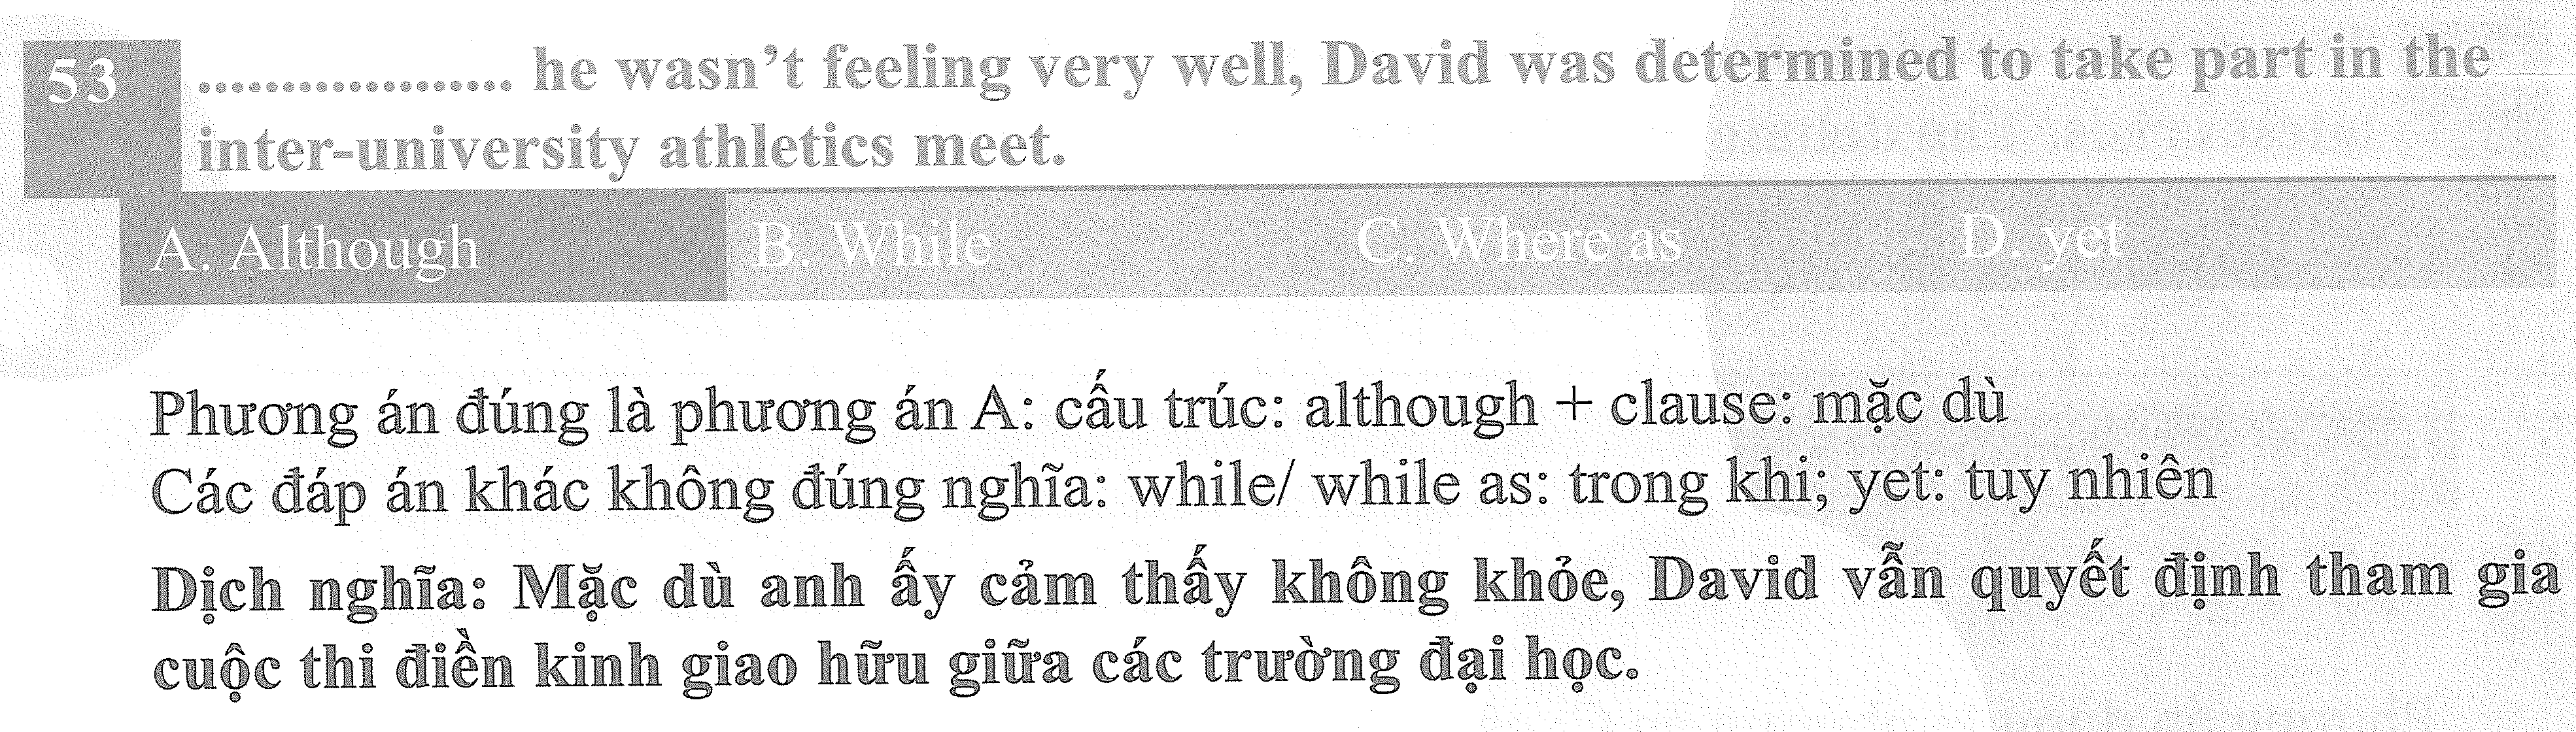 53 .................. he wasn't feeling very well, David was determined to take part in the
inter-university athletics meet.
A. Although B. While C. Where as D. yet
Phương án đúng là phương án A: cấu trúc: although + clause: mặc dù
Các đáp án khác không đúng nghĩa: while/ while as: trong khi; yet: tuy nhiên
Dịch nghĩa: Mặc dù anh ấy cảm thấy không khỏe, David vẫn quyết định tham gia
cuộc thi điền kinh giao hữu giữa các trường đại học.